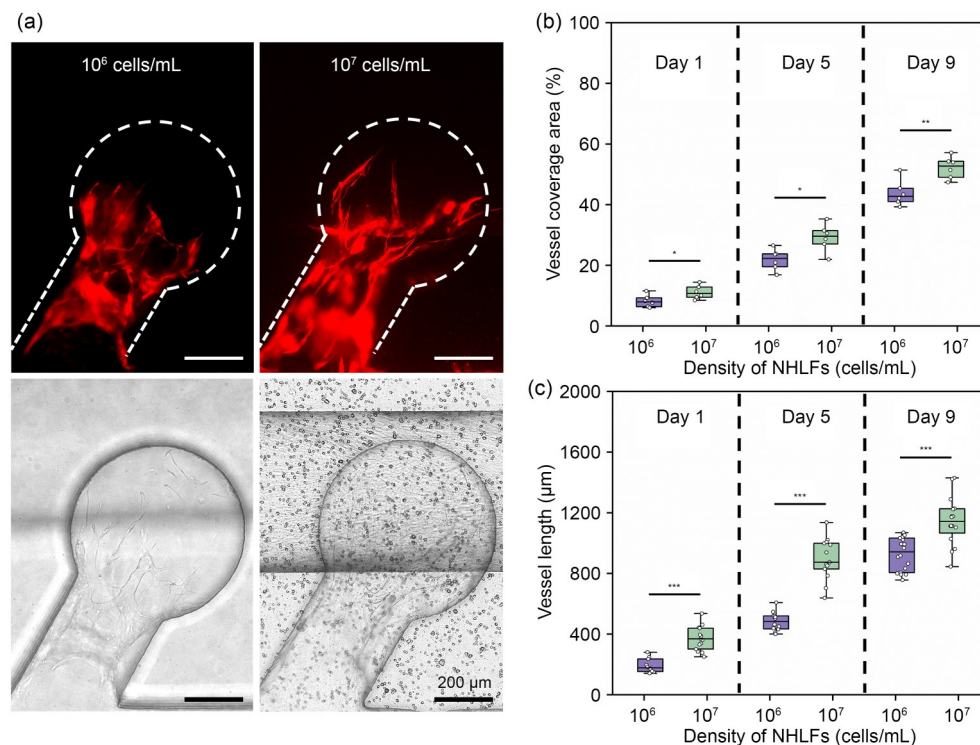 (a)
10⁶ cells/mL
10⁷ cells/mL
200 μm
(b)
Vessel coverage area (%)
100
80
60
40
20
0
Day 1
Day 5
Day 9
*
*
**
10⁶
10⁷
10⁶
10⁷
10⁶
10⁷
Density of NHLFs (cells/mL)
(c)
Vessel length (μm)
2000
1600
1200
800
400
0
Day 1
Day 5
Day 9
***
***
***
10⁶
10⁷
10⁶
10⁷
10⁶
10⁷
Density of NHLFs (cells/mL)